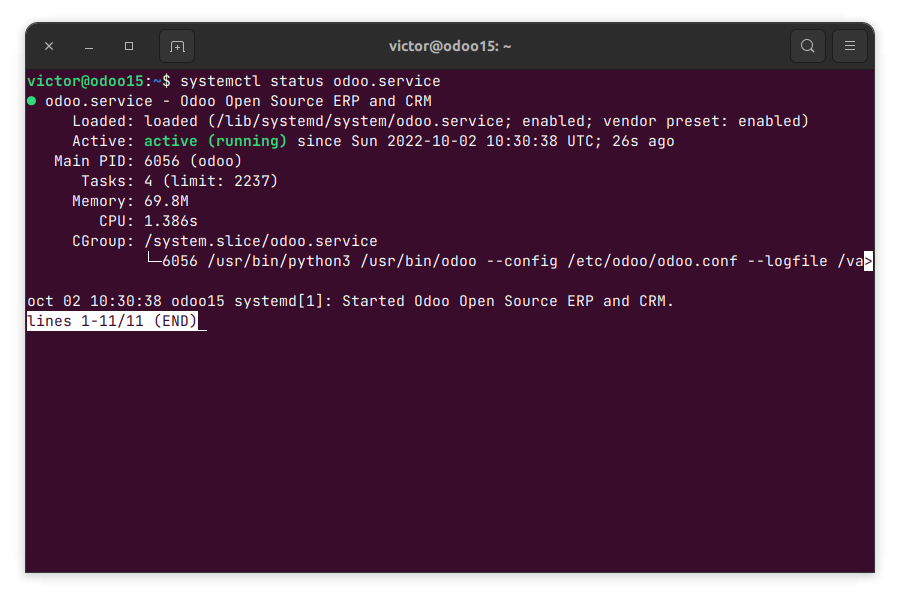 victor@odoo15: ~
victor@odoo15:~$ systemctl status odoo.service
● odoo.service - Odoo Open Source ERP and CRM
     Loaded: loaded (/lib/systemd/system/odoo.service; enabled; vendor preset: enabled)
     Active: active (running) since Sun 2022-10-02 10:30:38 UTC; 26s ago
   Main PID: 6056 (odoo)
      Tasks: 4 (limit: 2237)
     Memory: 69.8M
        CPU: 1.386s
     CGroup: /system.slice/odoo.service
             └─6056 /usr/bin/python3 /usr/bin/odoo --config /etc/odoo/odoo.conf --logfile /va>
oct 02 10:30:38 odoo15 systemd[1]: Started Odoo Open Source ERP and CRM.
lines 1-11/11 (END)